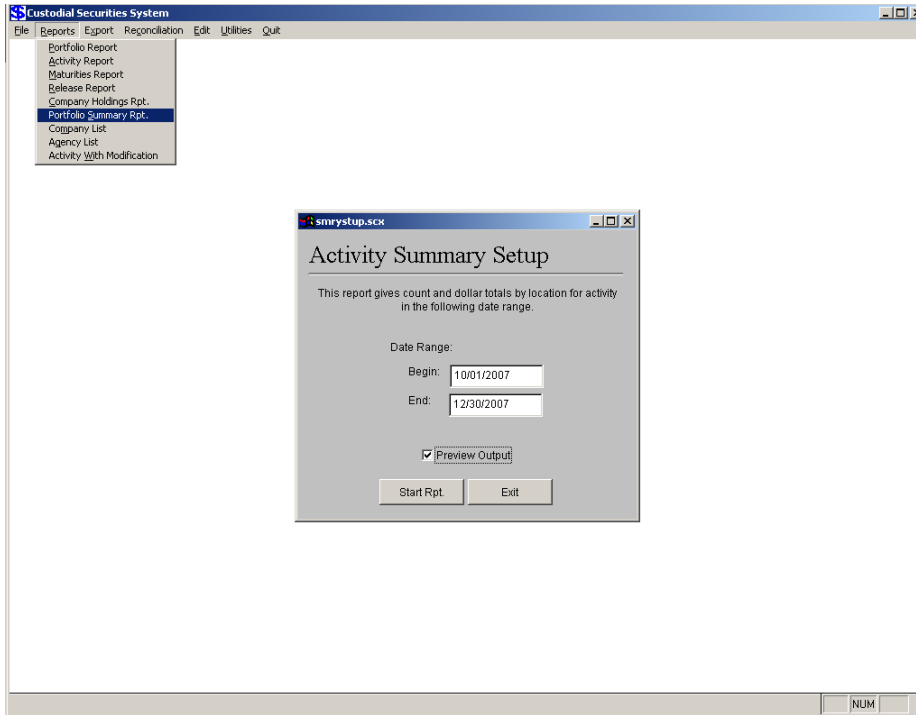 Custodial Securities System
File Reports Export Reconciliation Edit Utilities Quit
Portfolio Report
Activity Report
Maturities Report
Release Report
Company Holdings Rpt.
Portfolio Summary Rpt.
Company List
Agency List
Activity With Modification
smrystup.scx
Activity Summary Setup
This report gives count and dollar totals by location for activity
in the following date range.
Date Range:
Begin: 10/01/2007
End: 12/30/2007
Preview Output
Start Rpt. Exit
NUM